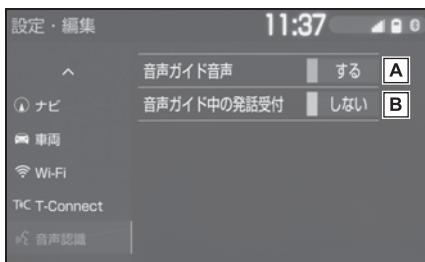 設定・編集 11:37
音声ガイド音声 する A
音声ガイド中の発話受付 しない B
ナビ
車両
Wi-Fi
T-Connect
音声認識